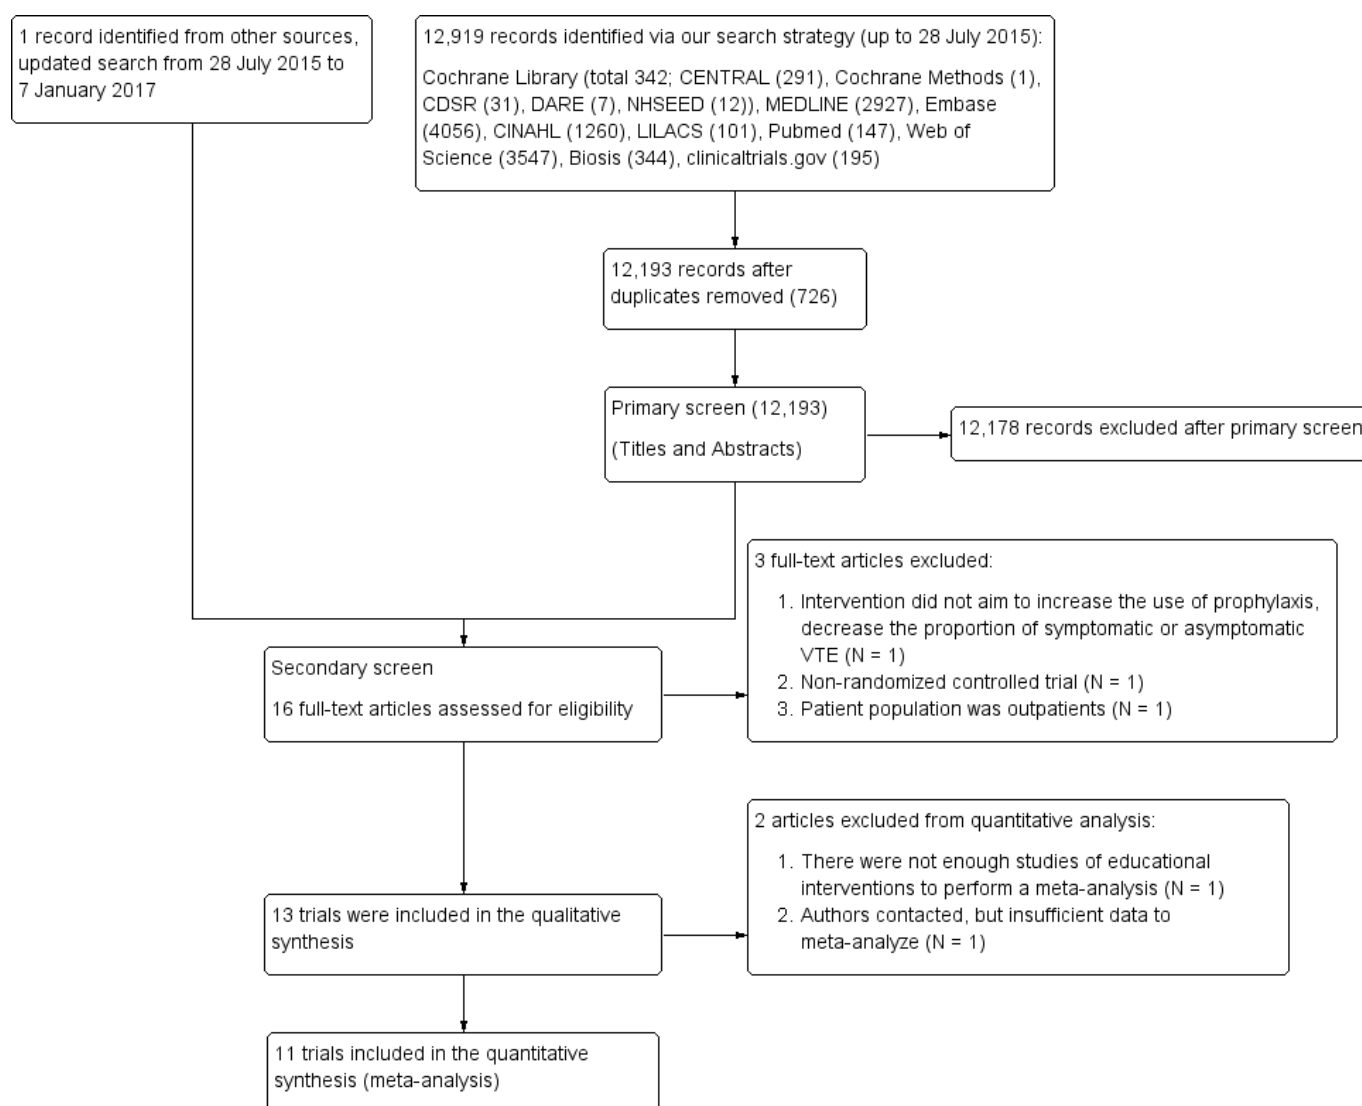 1 record identified from other sources,
updated search from 28 July 2015 to
7 January 2017
12,919 records identified via our search strategy (up to 28 July 2015):
Cochrane Library (total 342; CENTRAL (291), Cochrane Methods (1),
CDSR (31), DARE (7), NHSEED (12)), MEDLINE (2927), Embase
(4056), CINAHL (1260), LILACS (101), Pubmed (147), Web of
Science (3547), Biosis (344), clinicaltrials.gov (195)
12,193 records after
duplicates removed (726)
Primary screen (12,193)
(Titles and Abstracts)
12,178 records excluded after primary screen
Secondary screen
16 full-text articles assessed for eligibility
3 full-text articles excluded:
1. Intervention did not aim to increase the use of prophylaxis,
decrease the proportion of symptomatic or asymptomatic
VTE (N = 1)
2. Non-randomized controlled trial (N = 1)
3. Patient population was outpatients (N = 1)
13 trials were included in the qualitative
synthesis
2 articles excluded from quantitative analysis:
1. There were not enough studies of educational
interventions to perform a meta-analysis (N = 1)
2. Authors contacted, but insufficient data to
meta-analyze (N = 1)
11 trials included in the quantitative
synthesis (meta-analysis)